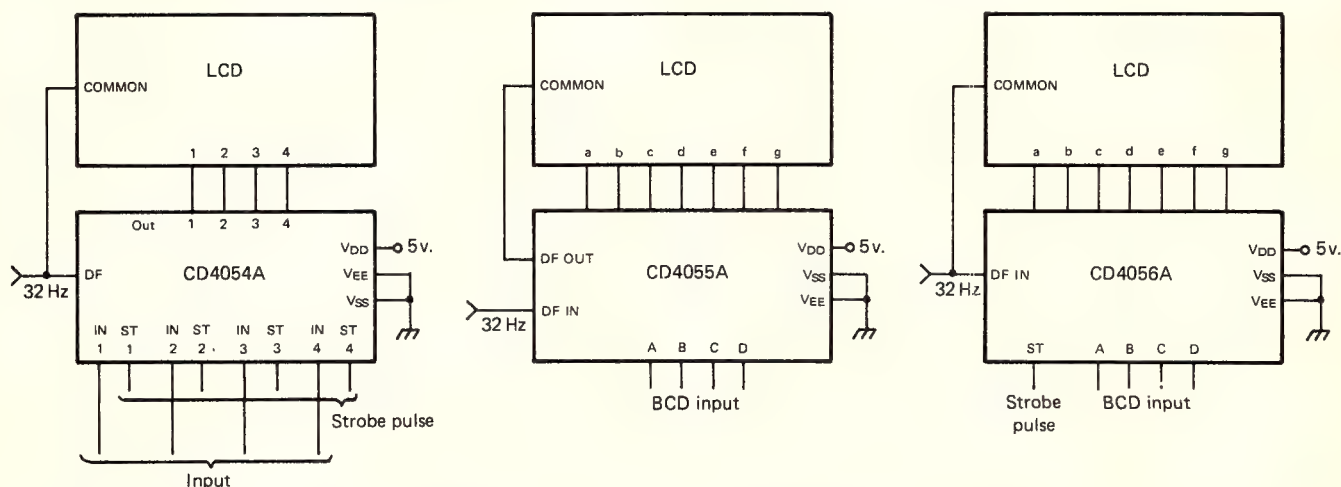 LCD
COMMON
1 2 3 4
Out 1 2 3 4
VDD 5v.
DF CD4054A VEE
32 Hz
VSS
IN ST IN ST IN ST IN ST
1 1 2 2 3 3 4 4
Strobe pulse
Input
LCD
COMMON
a b c d e f g
VDD 5v.
DF OUT CD4055A VSS
DF IN VEE
32 Hz
A B C D
BCD input
LCD
COMMON
a b c d e f g
VDD 5v.
DF IN CD4056A VSS
32 Hz
VEE
ST A B C D
Strobe pulse BCD input